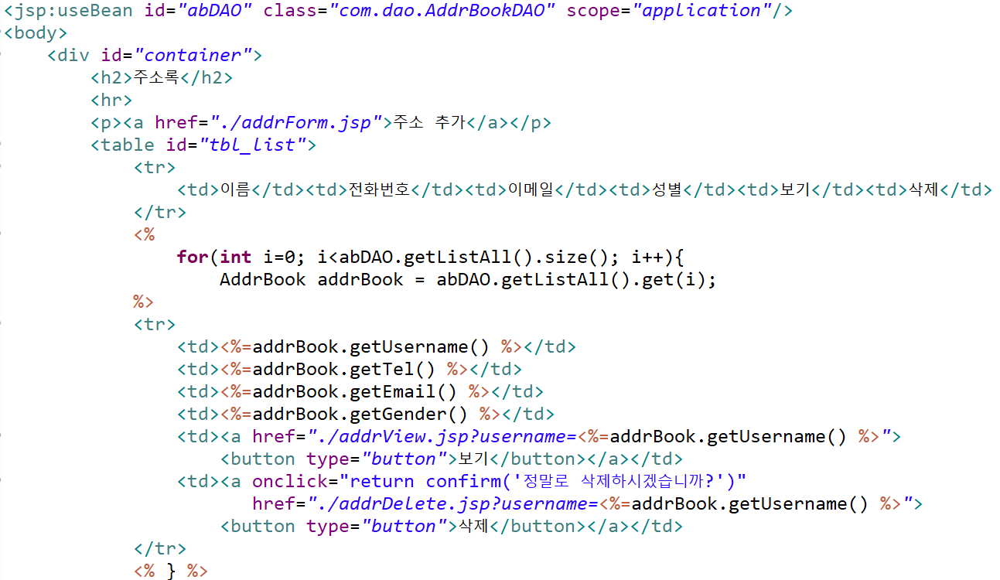 <jsp:useBean id="abDAO" class="com.dao.AddrBookDAO" scope="application"/>
<body>
<div id="container">
<h2>주소록</h2>
<hr>
<p><a href="./addrForm.jsp">주소 추가</a></p>
<table id="tbl_list">
<tr>
<td>이름</td><td>전화번호</td><td>이메일</td><td>성별</td><td>보기</td><td>삭제</td>
</tr>
<%
for(int i=0; i<abDAO.getListAll().size(); i++){
AddrBook addrBook = abDAO.getListAll().get(i);
%>
<tr>
<td><%=addrBook.getUsername() %></td>
<td><%=addrBook.getTel() %></td>
<td><%=addrBook.getEmail() %></td>
<td><%=addrBook.getGender() %></td>
<td><a href="./addrView.jsp?username=<%=addrBook.getUsername() %>">
<button type="button">보기</button></a></td>
<td><a onclick="return confirm('정말로 삭제하시겠습니까?')"
href="./addrDelete.jsp?username=<%=addrBook.getUsername() %>">
<button type="button">삭제</button></a></td>
</tr>
<% } %>